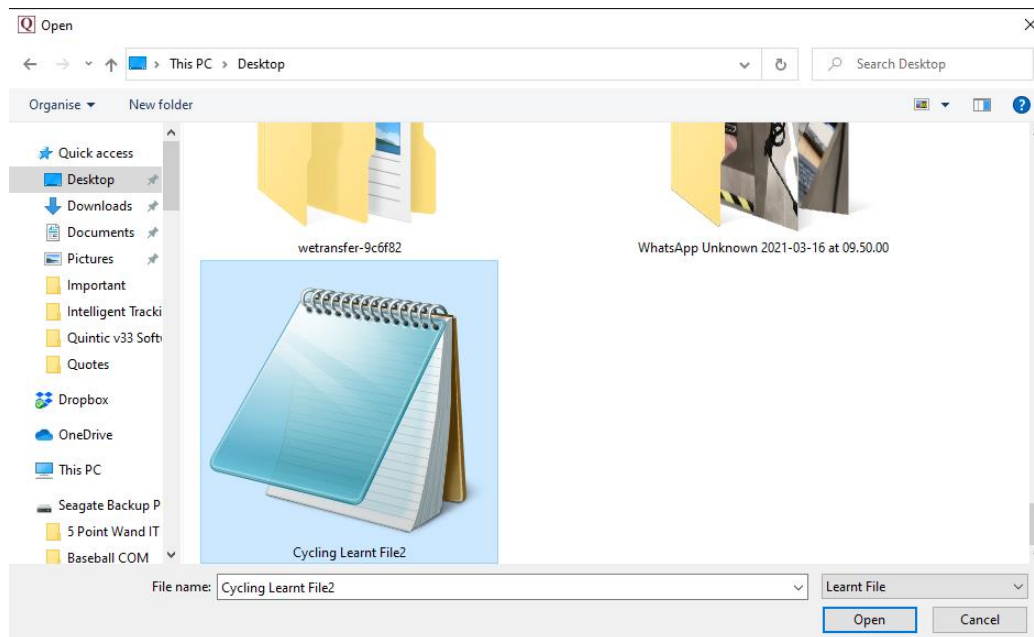 Q Open
This PC > Desktop
Search Desktop
Organise
New folder
Quick access
Desktop
Downloads
Documents
Pictures
Important
Intelligent Tracki
Quintic v33 Soft
Quotes
Dropbox
OneDrive
This PC
Seagate Backup P
5 Point Wand IT
Baseball COM
wetransfer-9c6f82
WhatsApp Unknown 2021-03-16 at 09.50.00
Cycling Learnt File2
File name: Cycling Learnt File2
Learnt File
Open
Cancel